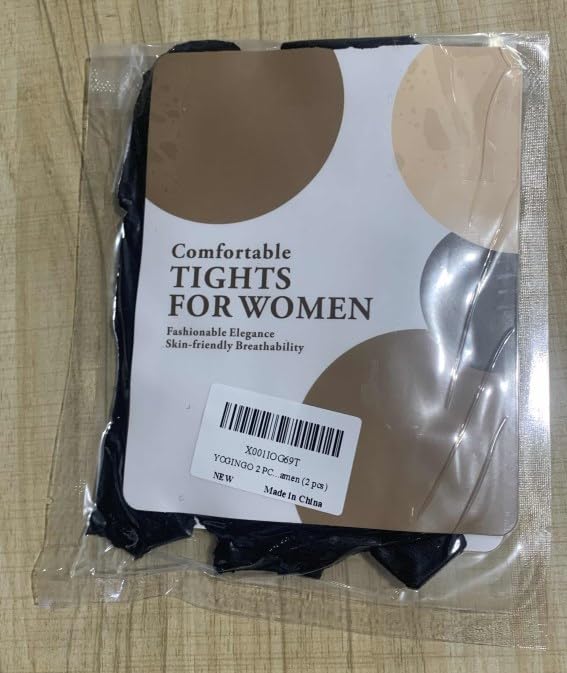 Comfortable
TIGHTS
FOR WOMEN
Fashionable Elegance
Skin-friendly Breathability
X001IOG69T
YOGINGO 2 PC...amen (2 pcs)
NEW
Made in China